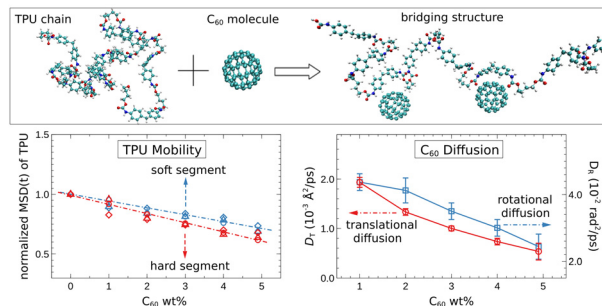 TPU chain
C60 molecule
bridging structure
TPU Mobility
normalized MSD(t) of TPU
1.5
1.0
0.5
soft segment
hard segment
0 1 2 3 4 5
C60 wt%
C60 Diffusion
DT (10⁻³ Å²/ps)
2.0
1.0
0.0
translational
diffusion
rotational
diffusion
DR (10⁻² rad²/ps)
4.0
2.0
1 2 3 4 5
C60 wt%